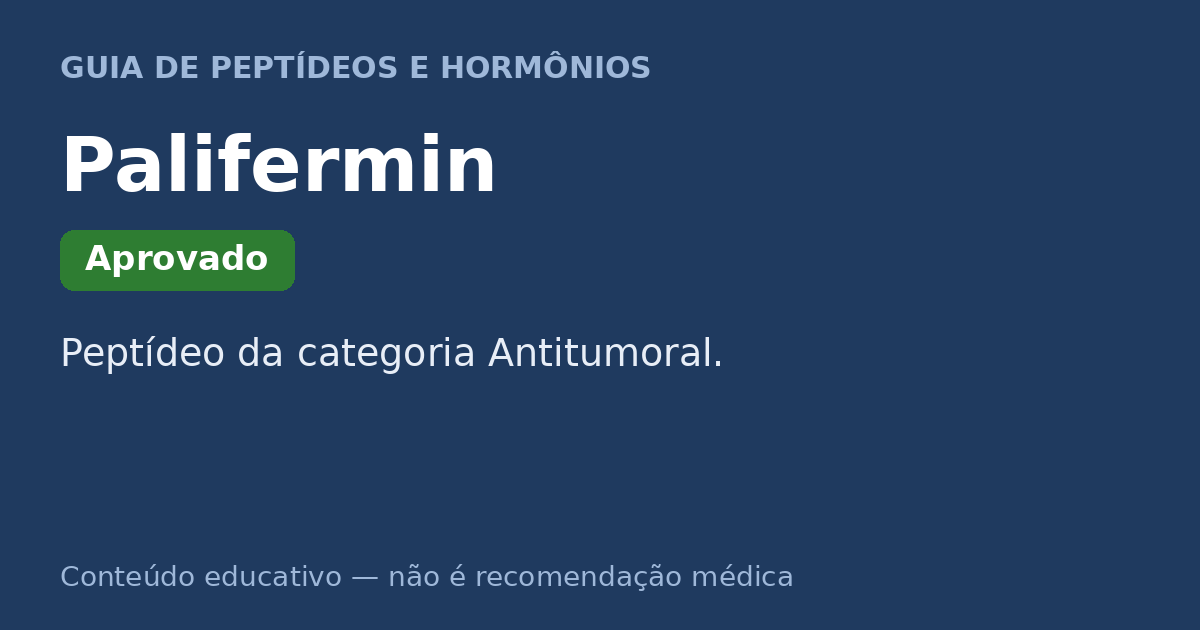 GUIA DE PEPTÍDEOS E HORMÔNIOS
Palifermin
Aprovado
Peptídeo da categoria Antitumoral.
Conteúdo educativo — não é recomendação médica